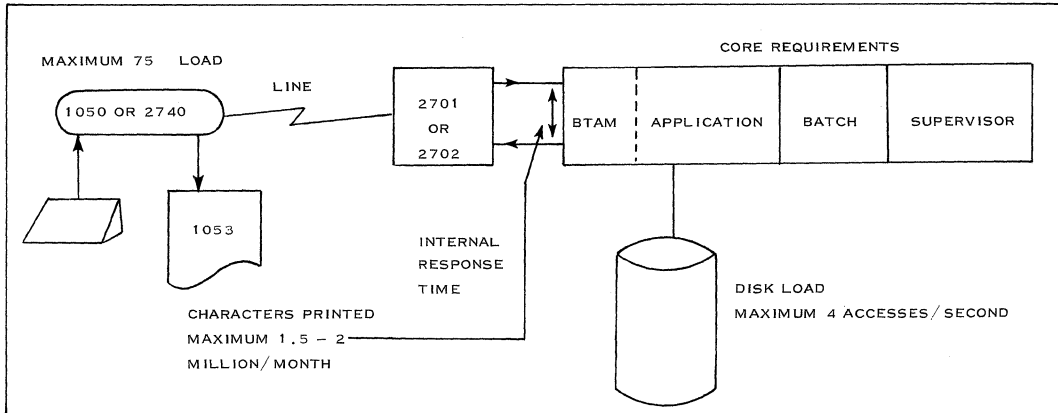 CORE REQUIREMENTS
MAXIMUM 75 LOAD
LINE
1050 OR 2740
2701
OR
2702
BTAM
APPLICATION
BATCH
SUPERVISOR
1053
INTERNAL
RESPONSE
TIME
DISK LOAD
MAXIMUM 4 ACCESSES/SECOND
CHARACTERS PRINTED
MAXIMUM 1.5 – 2
MILLION/MONTH